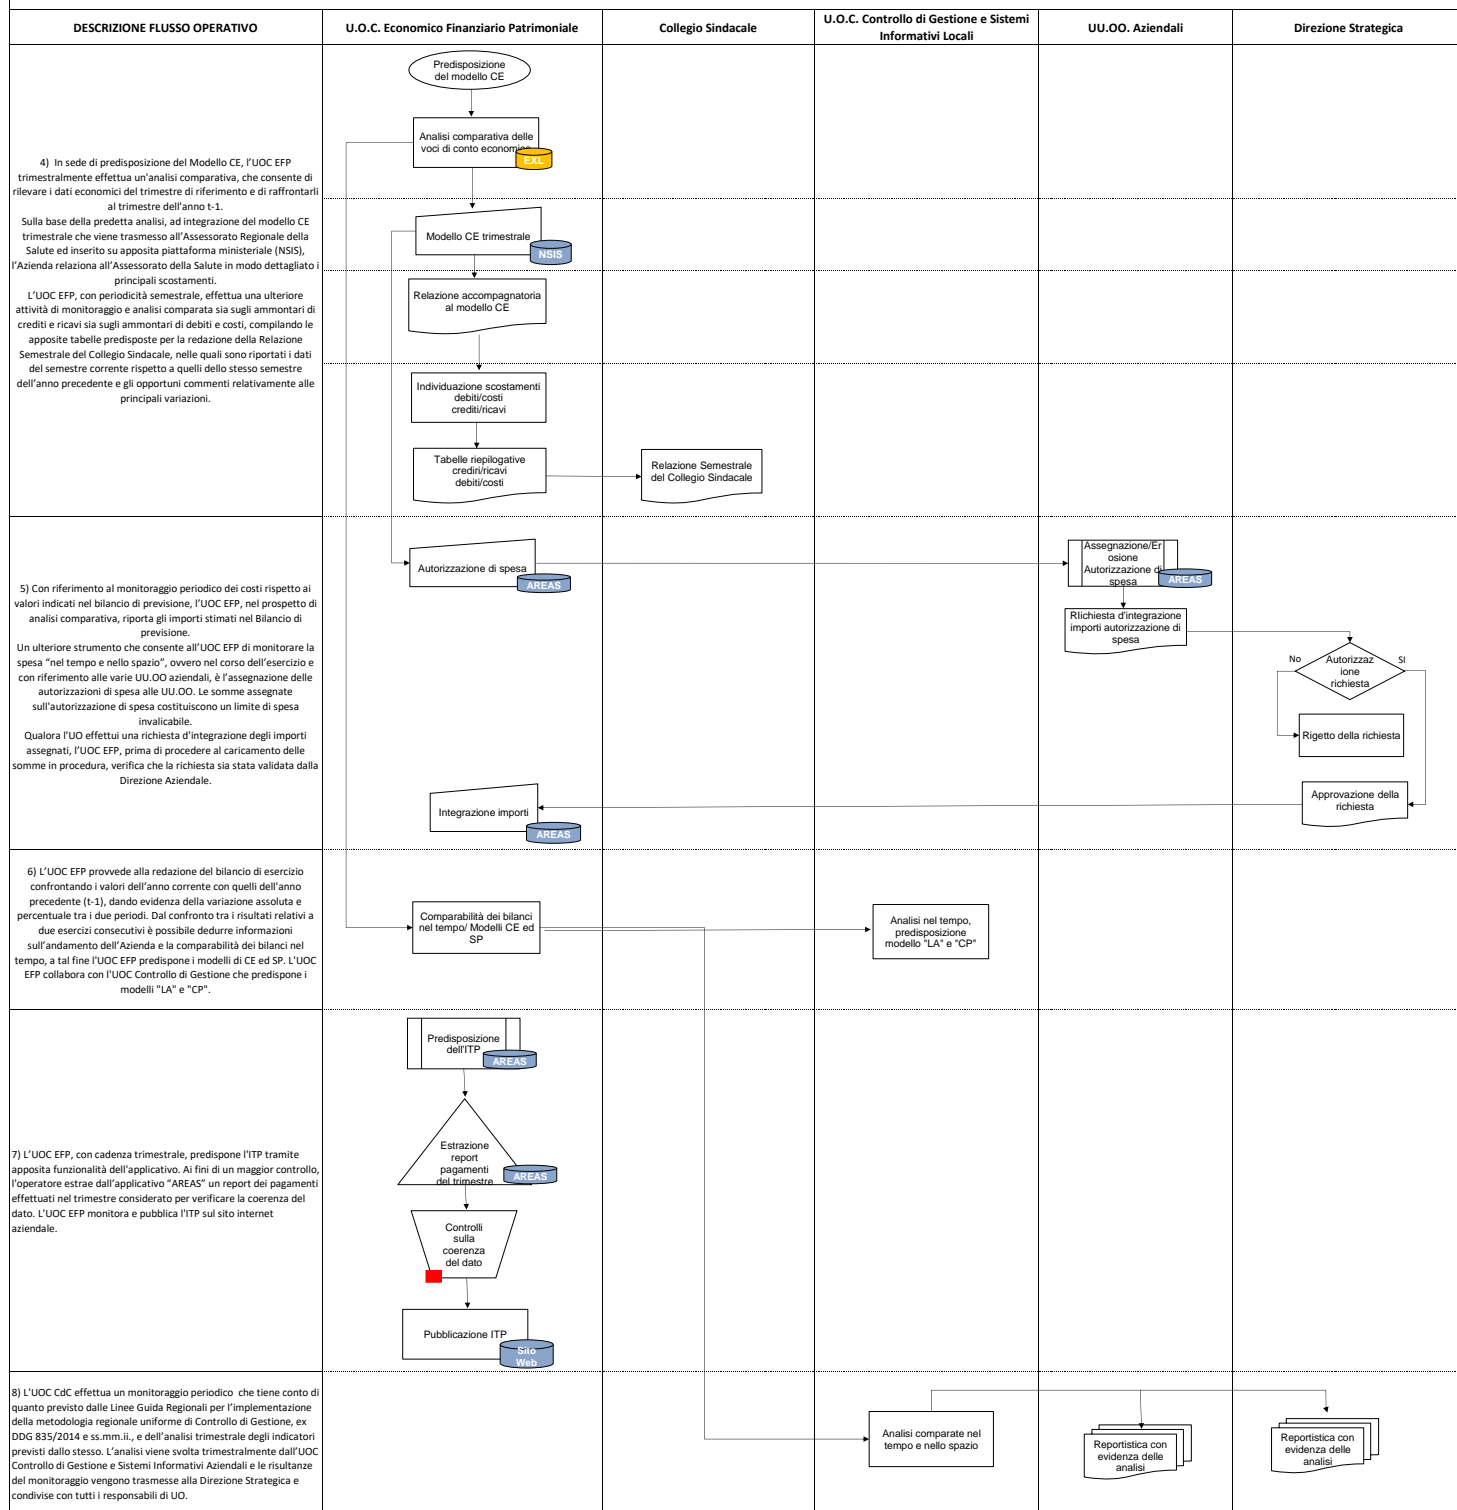 DESCRIZIONE FLUSSO OPERATIVO
U.O.C. Economico Finanziario Patrimoniale
Collegio Sindacale
U.O.C. Controllo di Gestione e Sistemi
Informativi Locali
UU.OO. Aziendali
Direzione Strategica
4)  In sede di predisposizione del Modello CE, l'UOC EFP
trimestralmente effettua un'analisi comparativa, che consente di
rilevare i dati economici del trimestre di riferimento e di raffrontarli
al trimestre dell'anno t-1.
Sulla base della predetta analisi, ad integrazione del modello CE
trimestrale che viene trasmesso all'Assessorato Regionale della
Salute ed inserito su apposita piattaforma ministeriale (NSIS),
l'Azienda relaziona all'Assessorato della Salute in modo dettagliato i
principali scostamenti.
L'UOC EFP, con periodicità semestrale, effettua una ulteriore
attività di monitoraggio e analisi comparata sia sugli ammontari di
crediti e ricavi sia sugli ammontari di debiti e costi, compilando le
apposite tabelle predisposte per la redazione della Relazione
Semestrale del Collegio Sindacale, nelle quali sono riportati i dati
del semestre corrente rispetto a quelli dello stesso semestre
dell'anno precedente e gli opportuni commenti relativamente alle
principali variazioni.
Predisposizione
del modello CE
Analisi comparativa delle
voci di conto economico
EXL
Modello CE trimestrale
NSIS
Relazione accompagnatoria
al modello CE
Individuazione scostamenti
debiti/costi
crediti/ricavi
Tabelle riepilogative
crediri/ricavi
debiti/costi
Relazione Semestrale
del Collegio Sindacale
5) Con riferimento al monitoraggio periodico dei costi rispetto ai
valori indicati nel bilancio di previsione, l'UOC EFP, nel prospetto di
analisi comparativa, riporta gli importi stimati nel Bilancio di
previsione.
Un ulteriore strumento che consente all'UOC EFP di monitorare la
spesa "nel tempo e nello spazio", ovvero nel corso dell'esercizio e
con riferimento alle varie UU.OO aziendali, è l'assegnazione delle
autorizzazioni di spesa alle UU.OO. Le somme assegnate
sull'autorizzazione di spesa costituiscono un limite di spesa
invalicabile.
Qualora l'UO effettui una richiesta d'integrazione degli importi
assegnati, l'UOC EFP, prima di procedere al caricamento delle
somme in procedura, verifica che la richiesta sia stata validata dalla
Direzione Aziendale.
Autorizzazione di spesa
AREAS
Assegnazione/Er
osione
Autorizzazione di
spesa
AREAS
RIichiesta d'integrazione
importi autorizzazione di
spesa
No
Autorizzaz
ione
richiesta
SI
Rigetto della richiesta
Approvazione della
richiesta
Integrazione importi
AREAS
6) L'UOC EFP provvede alla redazione del bilancio di esercizio
confrontando i valori dell'anno corrente con quelli dell'anno
precedente (t-1), dando evidenza della variazione assoluta e
percentuale tra i due periodi. Dal confronto tra i risultati relativi a
due esercizi consecutivi è possibile dedurre informazioni
sull'andamento dell'Azienda e la comparabilità dei bilanci nel
tempo, a tal fine l'UOC EFP predispone i modelli di CE ed SP. L'UOC
EFP collabora con l'UOC Controllo di Gestione che predispone i
modelli "LA" e "CP".
Comparabilità dei bilanci
nel tempo/ Modelli CE ed
SP
Analisi nel tempo,
predisposizione
modello "LA" e "CP"
7) L'UOC EFP, con cadenza trimestrale, predispone l'ITP tramite
apposita funzionalità dell'applicativo. Ai fini di un maggior controllo,
l'operatore estrae dall'applicativo "AREAS" un report dei pagamenti
effettuati nel trimestre considerato per verificare la coerenza del
dato. L'UOC EFP monitora e pubblica l'ITP sul sito internet
aziendale.
Predisposizione
dell'ITP
AREAS
Estrazione
report
pagamenti
del trimestre
AREAS
Controlli
sulla
coerenza
del dato
Pubblicazione ITP
Sito
Web
8) L'UOC CdC effettua un monitoraggio periodico  che tiene conto di
quanto previsto dalle Linee Guida Regionali per l'implementazione
della metodologia regionale uniforme di Controllo di Gestione, ex
DDG 835/2014 e ss.mm.ii., e dell'analisi trimestrale degli indicatori
previsti dallo stesso. L'analisi viene svolta trimestralmente dall'UOC
Controllo di Gestione e Sistemi Informativi Aziendali e le risultanze
del monitoraggio vengono trasmesse alla Direzione Strategica e
condivise con tutti i responsabili di UO.
Analisi comparate nel
tempo e nello spazio
Reportistica con
evidenza delle
analisi
Reportistica con
evidenza delle
analisi